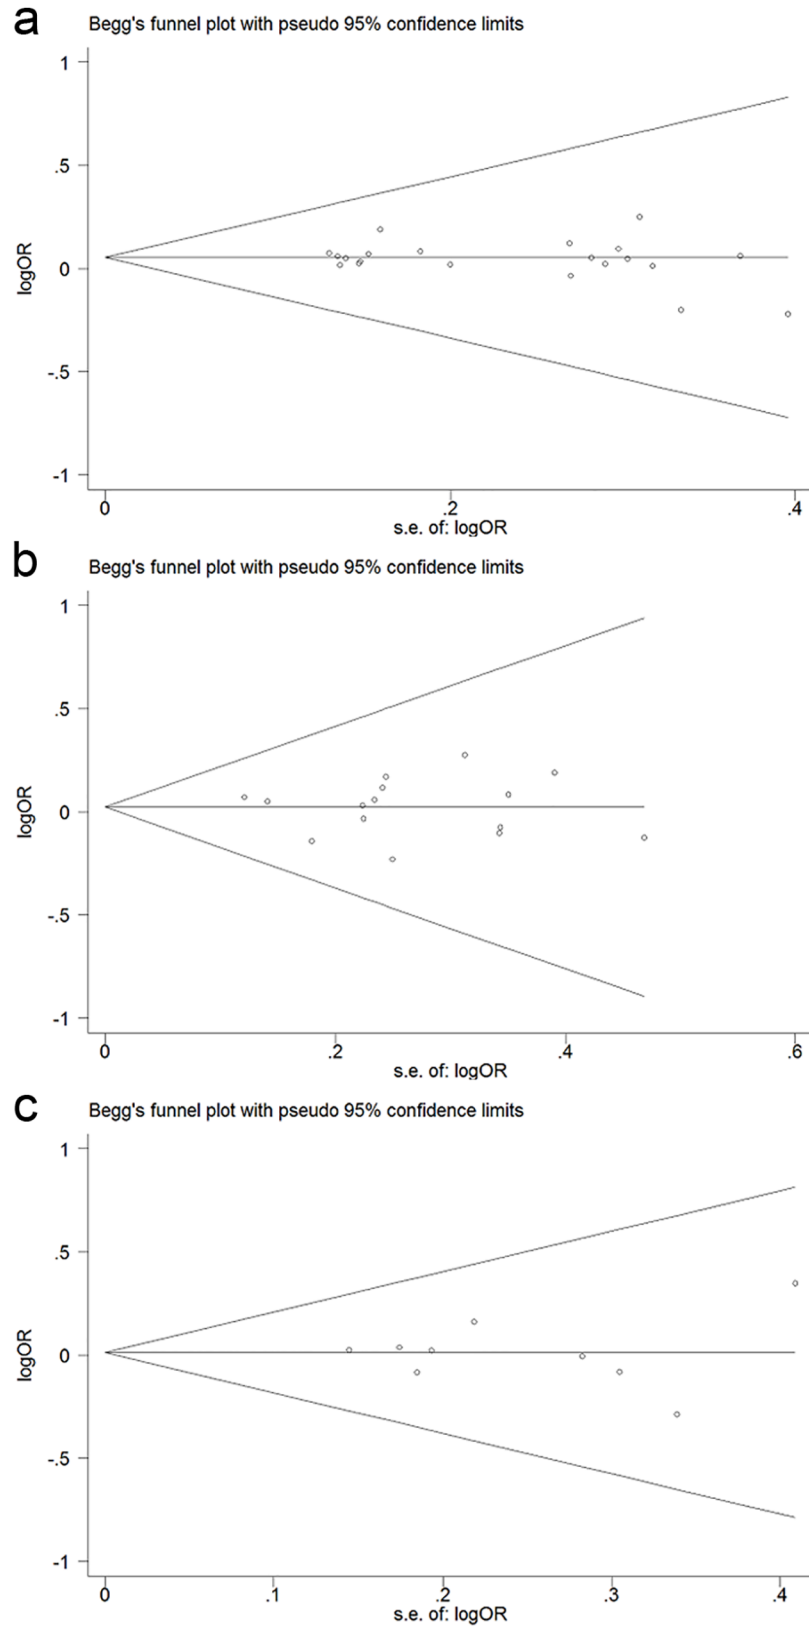 a
Begg's funnel plot with pseudo 95% confidence limits
1
.5
0
-.5
-1
logOR
0 .2 .4
s.e. of: logOR
b
Begg's funnel plot with pseudo 95% confidence limits
1
.5
0
-.5
-1
logOR
0 .2 .4 .6
s.e. of: logOR
c
Begg's funnel plot with pseudo 95% confidence limits
1
.5
0
-.5
-1
logOR
0 .1 .2 .3 .4
s.e. of: logOR